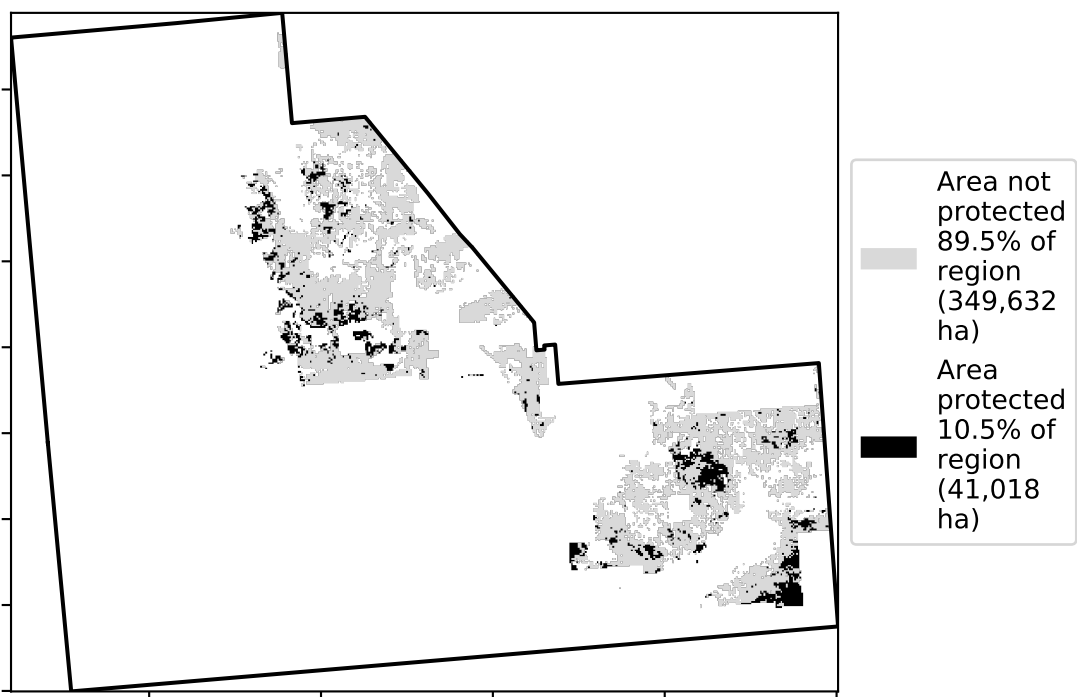 Area not
protected
89.5% of
region
(349,632
ha)
Area
protected
10.5% of
region
(41,018
ha)